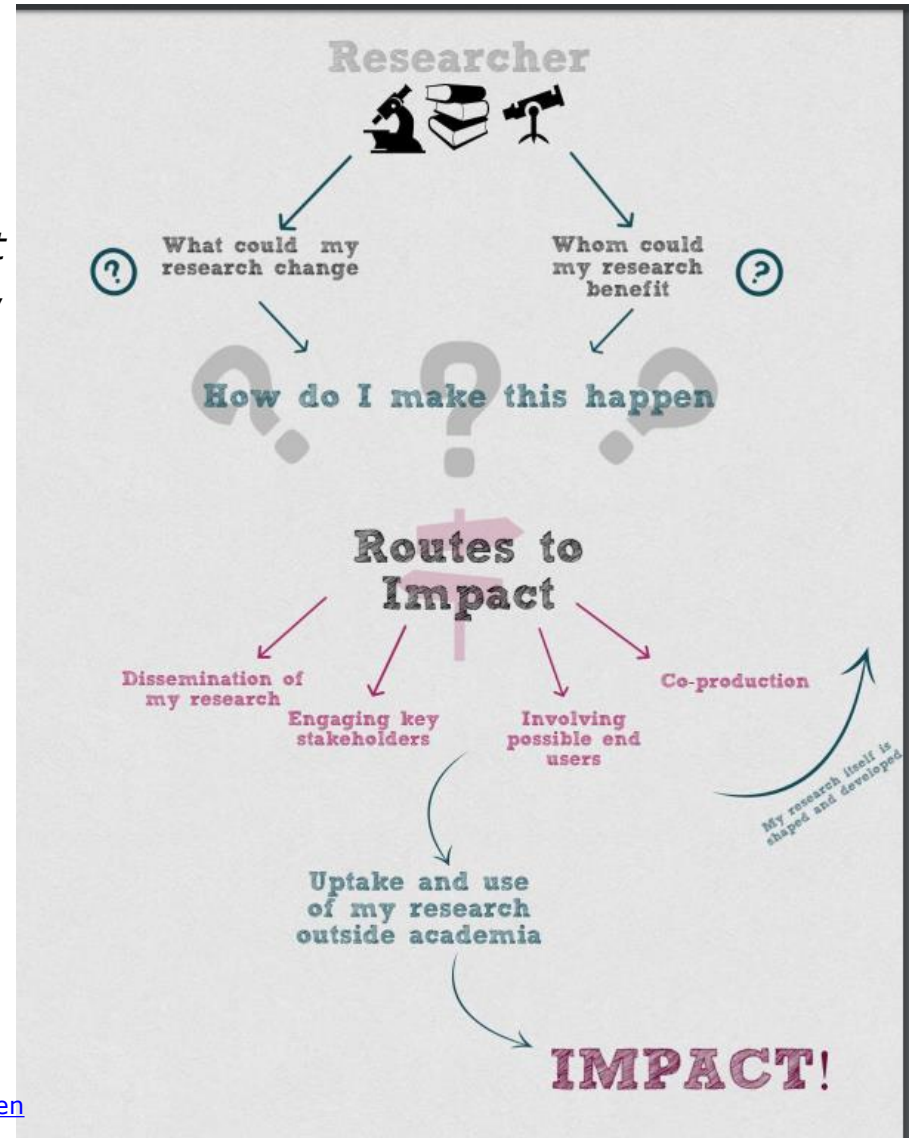 Researcher
t
What could my
research change
?
Whom could
my research
benefit
?
,
? ? ?
How do I make this happen
Routes to
Impact
Dissemination of
my research
Engaging key
stakeholders
Involving
possible end
users
Co-production
My research itself is
shaped and developed
Uptake and use
of my research
outside academia
IMPACT!
en